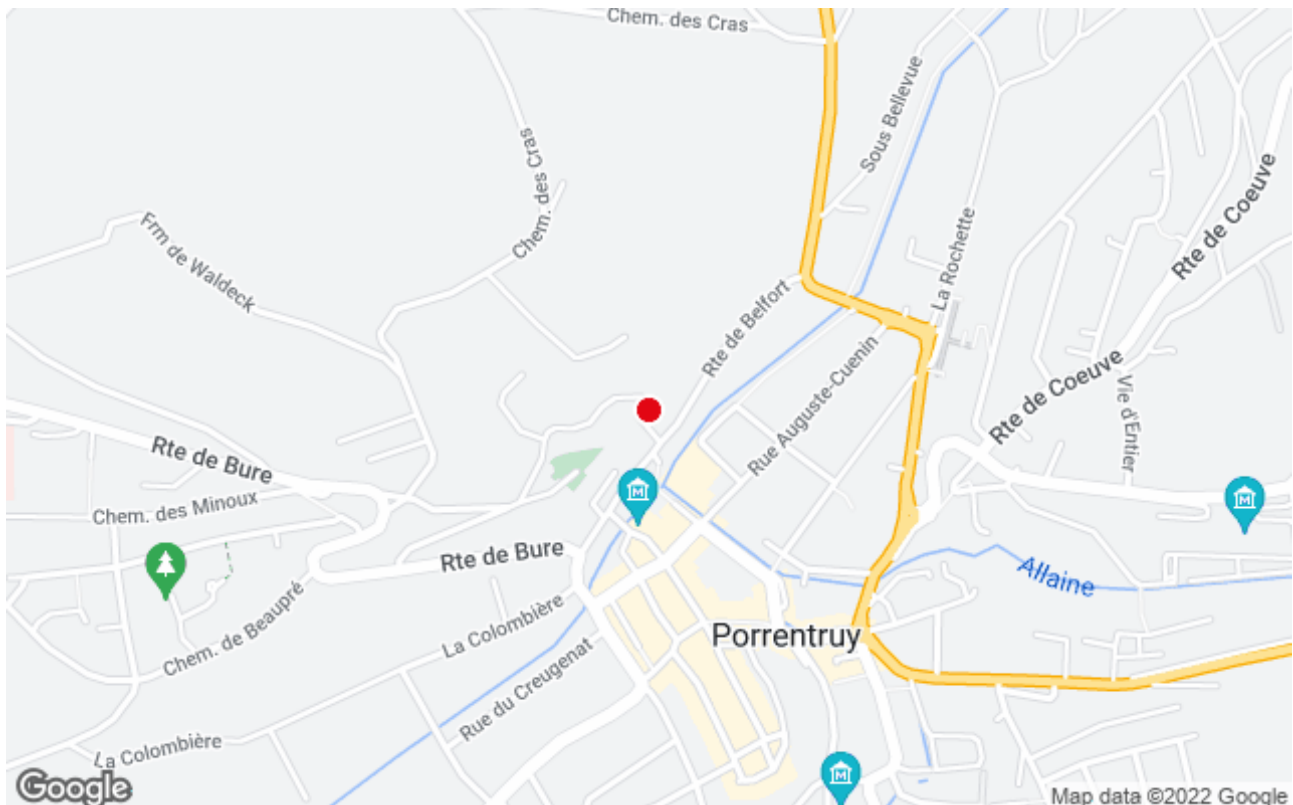 Chem. des Cras
Sous Bellevue
Chem. des Cras
Rte de Coeuve
Frm de Waldeck
La Rochette
Rte de Belfort
Rte de Coeuve
Rue Auguste-Cuenin
Vie d'Entier
Rte de Bure
Chem. des Minoux
M
M
Rte de Bure
Allaine
Chem. de Beaupré
La Colombière
Porrentruy
Rue du Creugenat
La Colombière
M
Google
Map data ©2022 Google